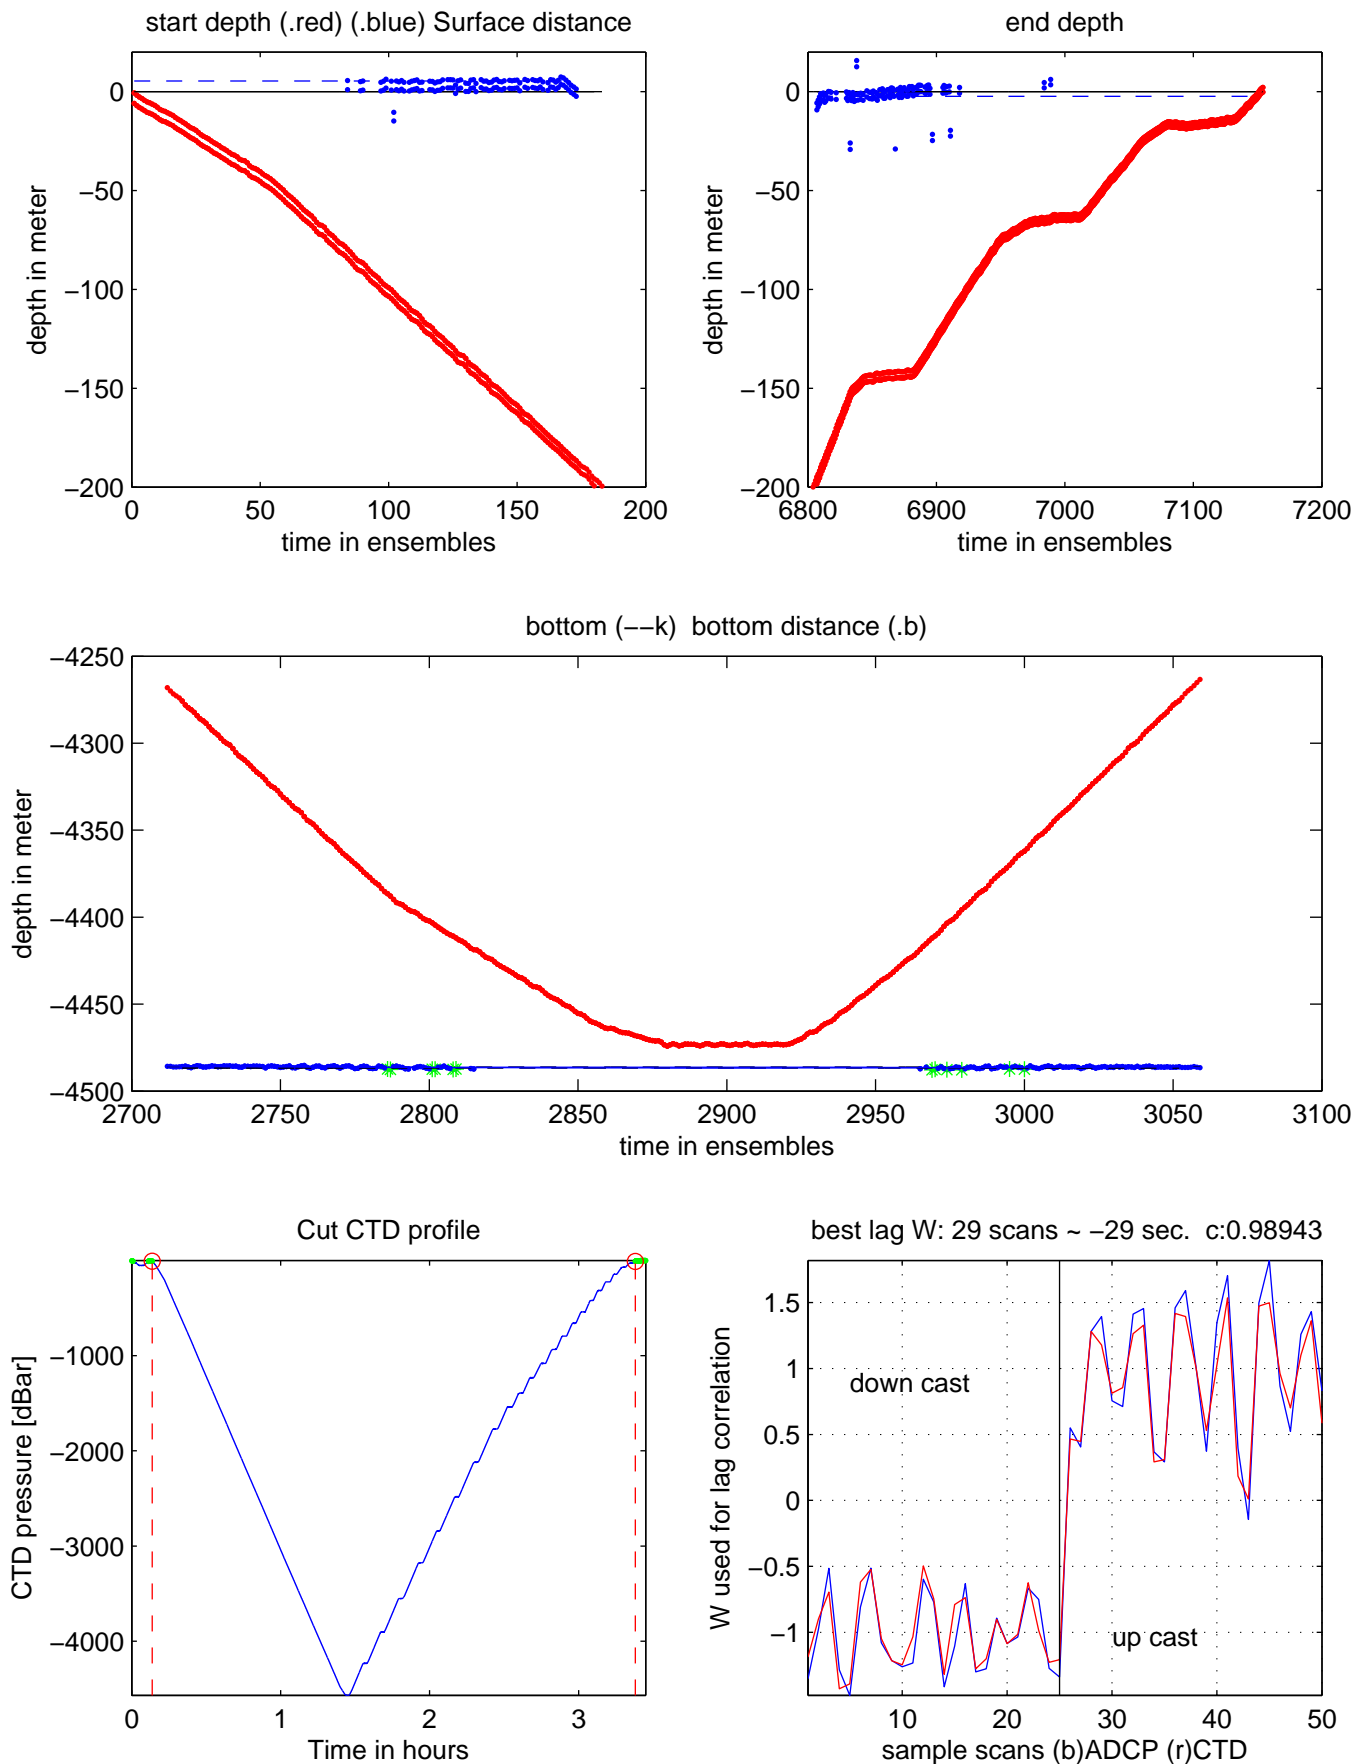 start depth (.red) (.blue) Surface distance
end depth
0
−50
−100
−150
−200
depth in meter
0 50 100 150 200
time in ensembles
0
−50
−100
−150
−200
depth in meter
6800 6900 7000 7100 7200
time in ensembles
bottom (−−k) bottom distance (.b)
−4250
−4300
−4350
−4400
−4450
−4500
depth in meter
2700 2750 2800 2850 2900 2950 3000 3050 3100
time in ensembles
Cut CTD profile
−1000
−2000
−3000
−4000
CTD pressure [dBar]
0 1 2 3
Time in hours
best lag W: 29 scans ~ −29 sec. c:0.98943
1.5
1
0.5
0
−0.5
−1
W used for lag correlation
down cast
up cast
10 20 30 40 50
sample scans (b)ADCP (r)CTD